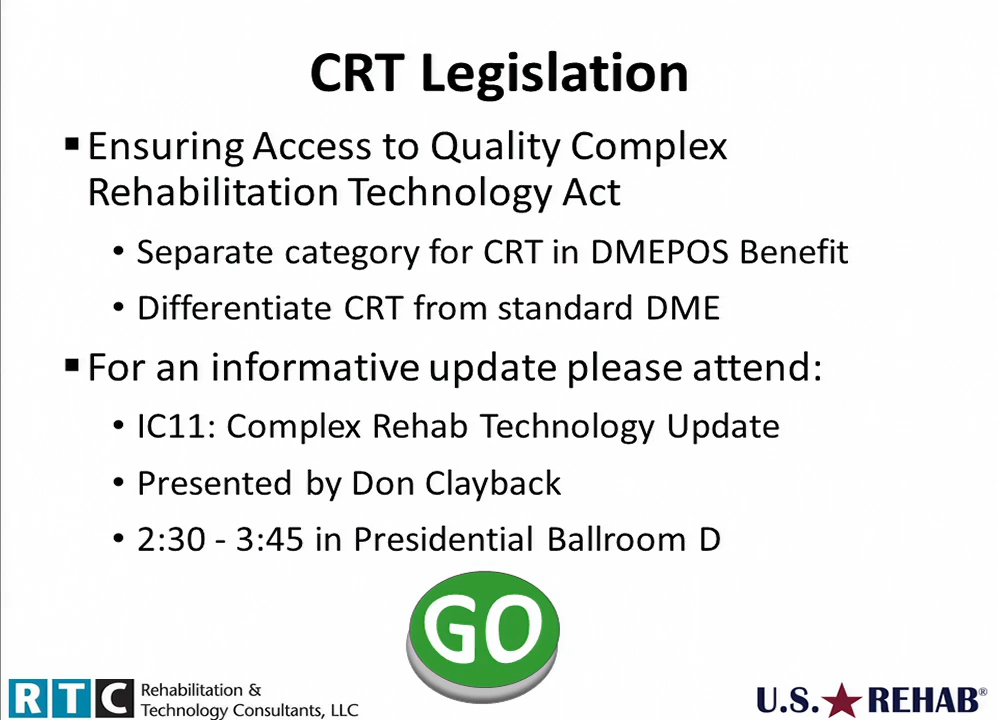 CRT Legislation
▪ Ensuring Access to Quality Complex
Rehabilitation Technology Act
• Separate category for CRT in DMEPOS Benefit
• Differentiate CRT from standard DME
▪ For an informative update please attend:
• IC11: Complex Rehab Technology Update
• Presented by Don Clayback
• 2:30 - 3:45 in Presidential Ballroom D
GO
RTC Rehabilitation &
Technology Consultants, LLC
U.S. REHAB®